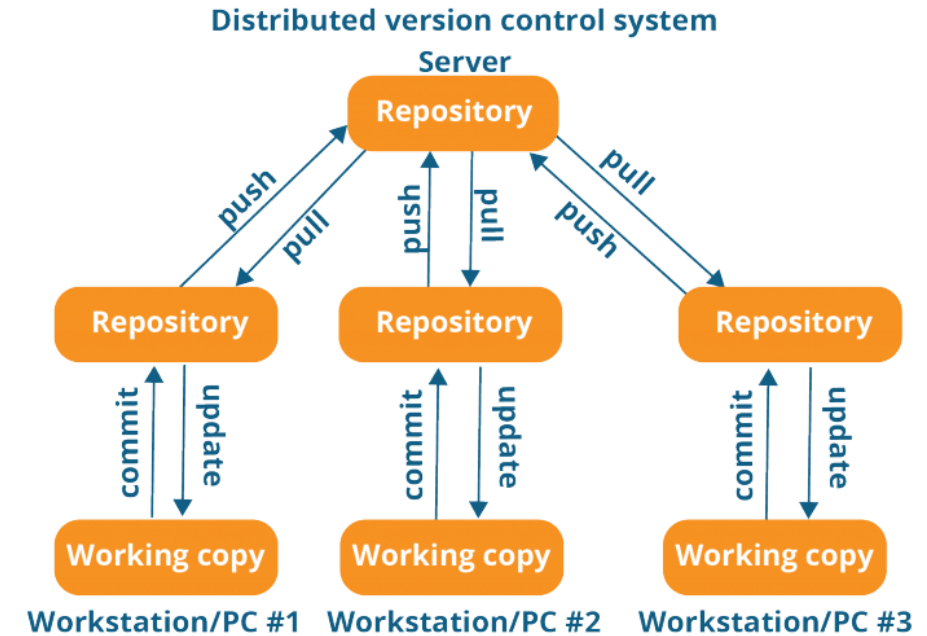 Distributed version control system
Server
Repository
push
pull
push
pull
pull
push
Repository
Repository
Repository
commit
update
commit
update
commit
update
Working copy
Working copy
Working copy
Workstation/PC #1
Workstation/PC #2
Workstation/PC #3